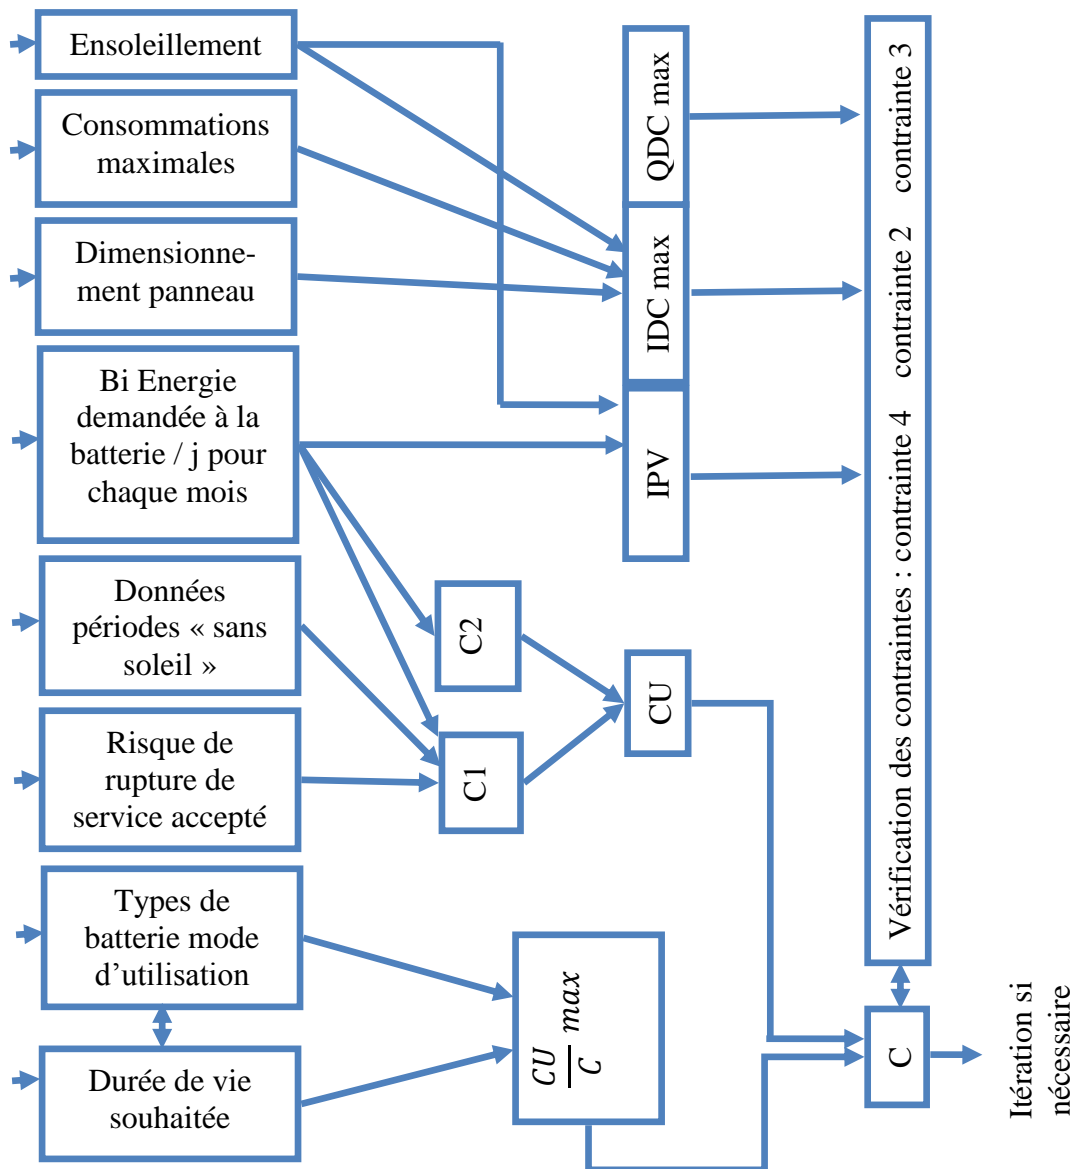 Ensoleillement
Consommations
maximales
Dimensionne-
ment panneau
Bi Energie
demandée à la
batterie / j pour
chaque mois
Données
périodes « sans
soleil »
Risque de
rupture de
service accepté
Types de
batterie mode
d’utilisation
Durée de vie
souhaitée
C2
C1
CU
C
max
QDC max
IDC max
IPV
CU
Vérification des contraintes : contrainte 4 contrainte 2 contrainte 3
C
Itération si
nécessaire